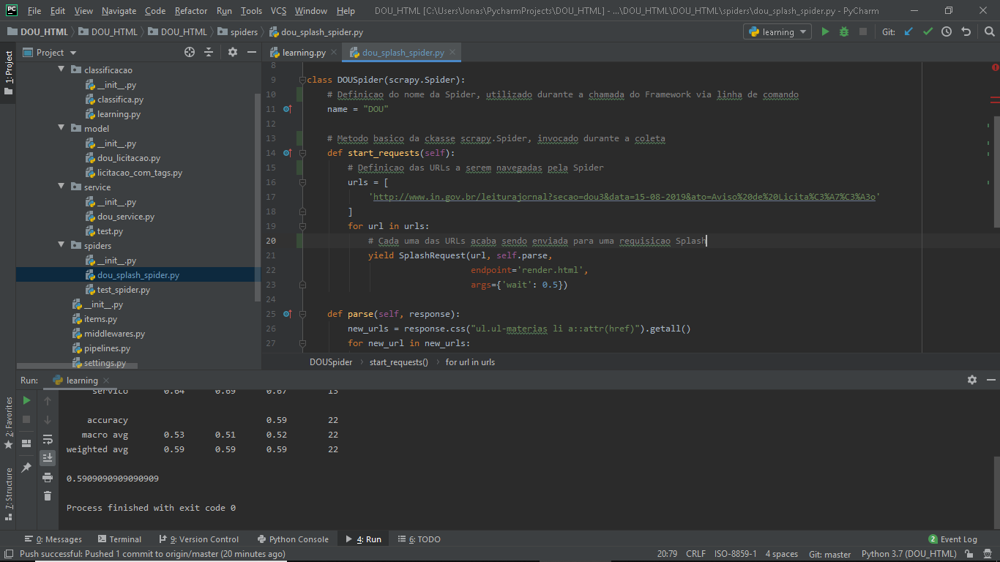 File Edit View Navigate Code Refactor Run Tools VCS Window Help DOU_HTML [C:\Users\Jonas\PycharmProjects\DOU_HTML] - ...\DOU_HTML\DOU_HTML\spiders\dou_splash_spider.py - PyCharm
DOU_HTML DOU_HTML DOU_HTML spiders dou_splash_spider.py learning Git:
1: Project
Project
learning.py dou_splash_spider.py
classificacao
__init__.py
classifica.py
learning.py
model
__init__.py
dou_licitacao.py
licitacao_com_tags.py
service
__init__.py
dou_service.py
test.py
spiders
__init__.py
dou_splash_spider.py
test_spider.py
__init__.py
items.py
middlewares.py
pipelines.py
settings.py
8
9 class DOUSpider(scrapy.Spider):
10 # Definicao do nome da Spider, utilizado durante a chamada do Framework via linha de comando
11 name = "DOU"
12
13 # Metodo basico da ckasse scrapy.Spider, invocado durante a coleta
14 def start_requests(self):
15 # Definicao das URLs a serem navegadas pela Spider
16 urls = [
17 'http://www.in.gov.br/leiturajornal?secao=dou3&data=15-08-2019&ato=Aviso%20de%20Licita%C3%A7%C3%A3o'
18 ]
19 for url in urls:
20 # Cada uma das URLs acaba sendo enviada para uma requisicao Splash
21 yield SplashRequest(url, self.parse,
22 endpoint='render.html',
23 args={'wait': 0.5})
24
25 def parse(self, response):
26 new_urls = response.css("ul.ul-materias li a::attr(href)").getall()
27 for new_url in new_urls:
DOUSpider start_requests() for url in urls
Run: learning
servico 0.64 0.69 0.67 13
accuracy 0.59 22
macro avg 0.53 0.51 0.52 22
weighted avg 0.59 0.59 0.59 22
0.5909090909090909
Process finished with exit code 0
2: Favorites
7: Structure
0: Messages Terminal 9: Version Control Python Console 4: Run 6: TODO 2 Event Log
Push successful: Pushed 1 commit to origin/master (20 minutes ago) 20:79 CRLF ISO-8859-1 4 spaces Git: master Python 3.7 (DOU_HTML)